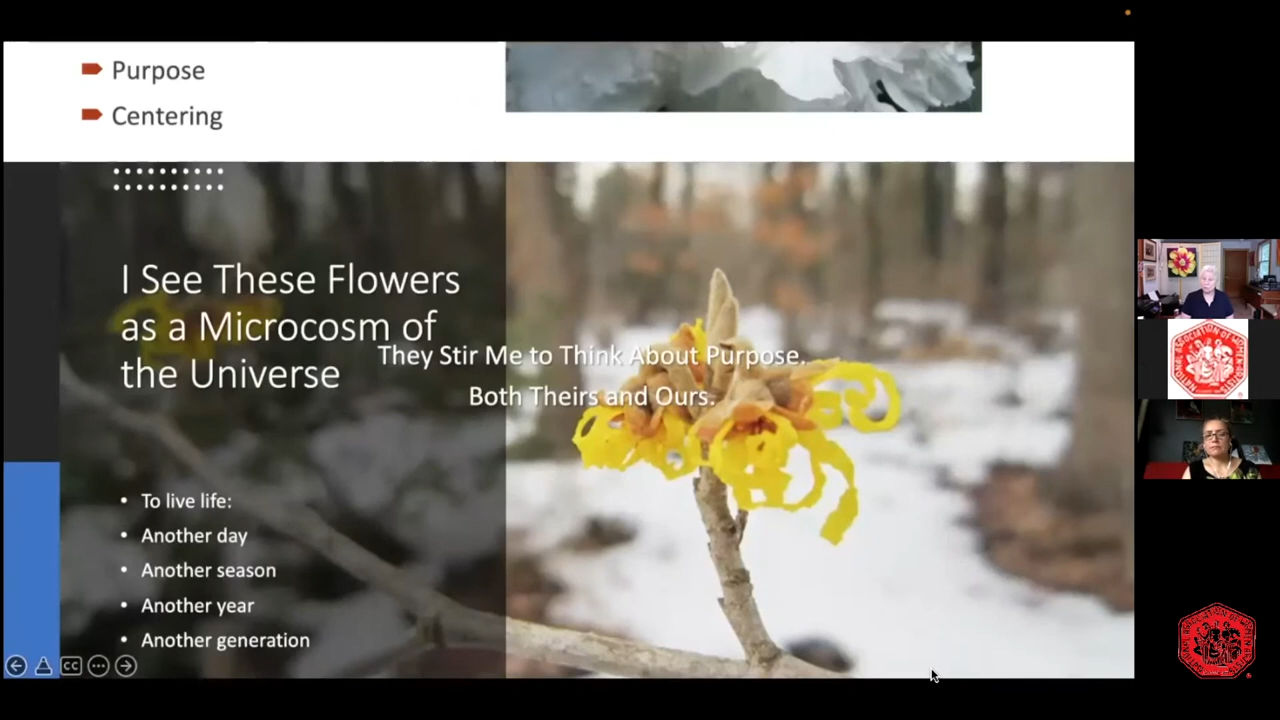 Purpose
Centering
I See These Flowers
as a Microcosm of
the Universe
They Stir Me to Think About Purpose.
Both Theirs and Ours.
• To live life:
• Another day
• Another season
• Another year
• Another generation
CC